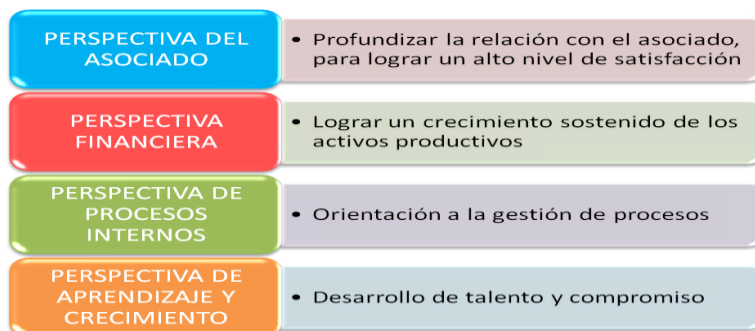 PERSPECTIVA DEL
ASOCIADO
• Profundizar la relación con el asociado,
para lograr un alto nivel de satisfacción
PERSPECTIVA
FINANCIERA
• Lograr un crecimiento sostenido de los
activos productivos
PERSPECTIVA DE
PROCESOS
INTERNOS
• Orientación a la gestión de procesos
PERSPECTIVA DE
APRENDIZAJE Y
CRECIMIENTO
• Desarrollo de talento y compromiso